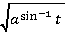 √(a^(sin⁻¹ t))